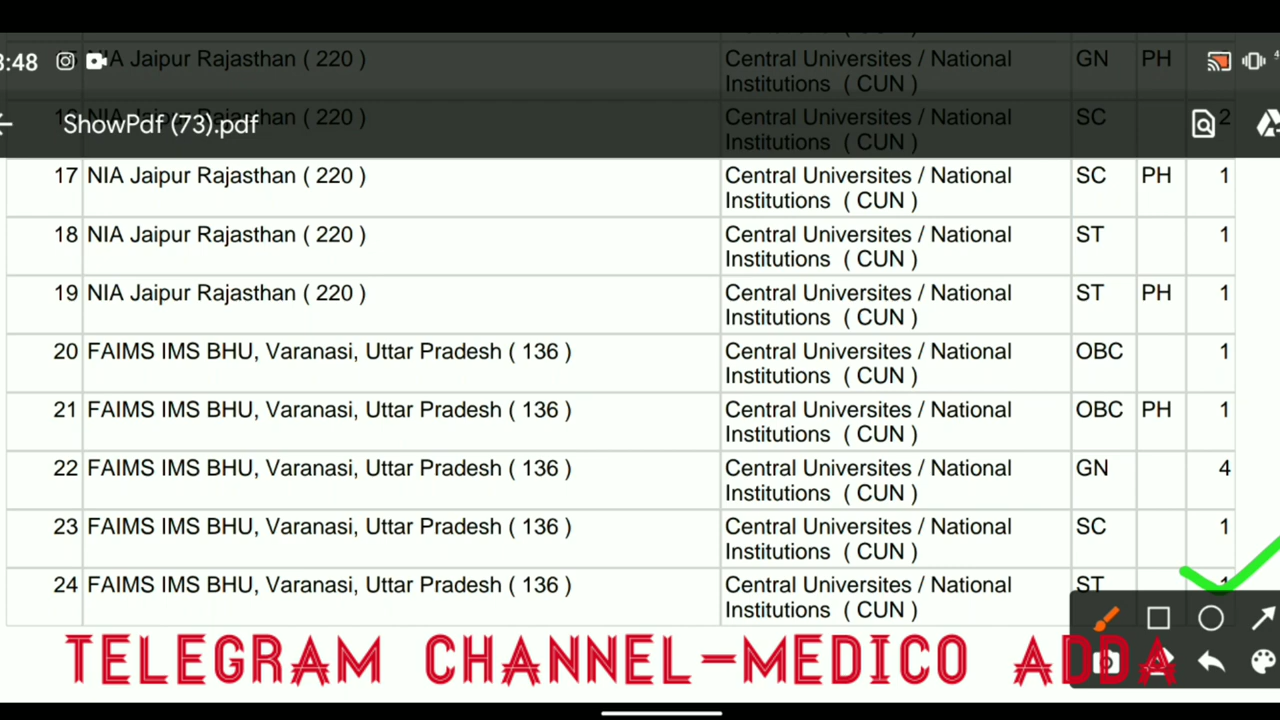 3:48
NIA Jaipur Rajasthan ( 220 ) Central Universites / National GN PH
Institutions ( CUN )
ShowPdf (73).pdf
NIA Jaipur Rajasthan ( 220 ) Central Universites / National SC 2
Institutions ( CUN )
17 NIA Jaipur Rajasthan ( 220 ) Central Universites / National SC PH 1
Institutions ( CUN )
18 NIA Jaipur Rajasthan ( 220 ) Central Universites / National ST 1
Institutions ( CUN )
19 NIA Jaipur Rajasthan ( 220 ) Central Universites / National ST PH 1
Institutions ( CUN )
20 FAIMS IMS BHU, Varanasi, Uttar Pradesh ( 136 ) Central Universites / National OBC 1
Institutions ( CUN )
21 FAIMS IMS BHU, Varanasi, Uttar Pradesh ( 136 ) Central Universites / National OBC PH 1
Institutions ( CUN )
22 FAIMS IMS BHU, Varanasi, Uttar Pradesh ( 136 ) Central Universites / National GN 4
Institutions ( CUN )
23 FAIMS IMS BHU, Varanasi, Uttar Pradesh ( 136 ) Central Universites / National SC 1
Institutions ( CUN )
24 FAIMS IMS BHU, Varanasi, Uttar Pradesh ( 136 ) Central Universites / National ST 1
Institutions ( CUN )
TELEGRAM CHANNEL-MEDICO ADDA